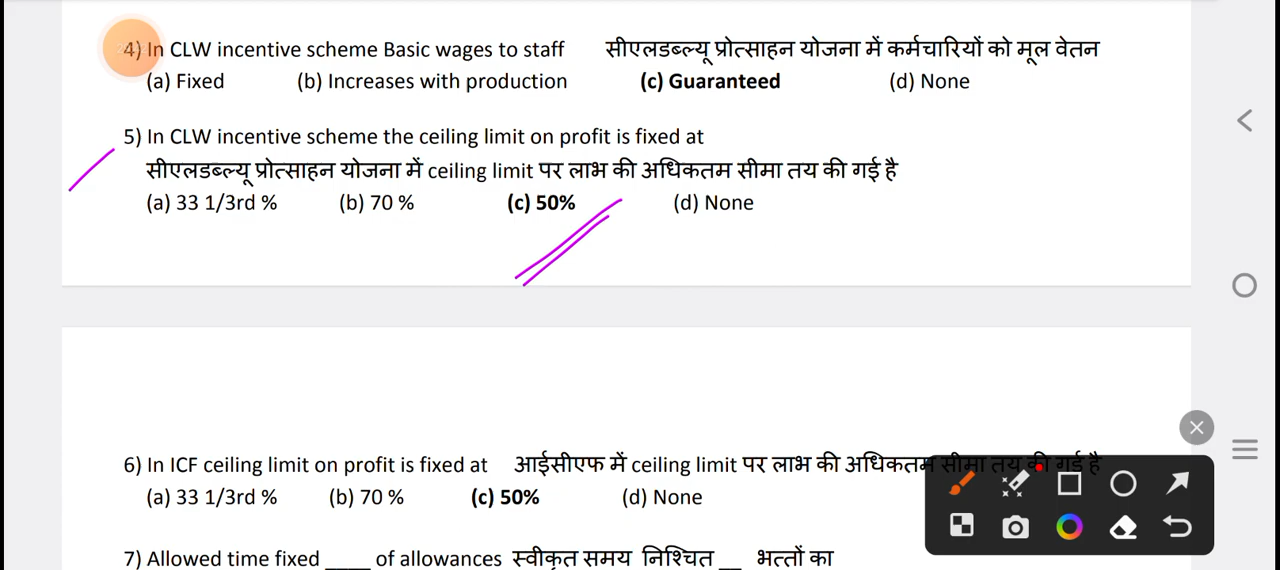 4) In CLW incentive scheme Basic wages to staff सीएलडब्ल्यू प्रोत्साहन योजना में कर्मचारियों को मूल वेतन
(a) Fixed (b) Increases with production (c) Guaranteed (d) None
5) In CLW incentive scheme the ceiling limit on profit is fixed at
सीएलडब्ल्यू प्रोत्साहन योजना में ceiling limit पर लाभ की अधिकतम सीमा तय की गई है
(a) 33 1/3rd % (b) 70 % (c) 50% (d) None
6) In ICF ceiling limit on profit is fixed at आईसीएफ में ceiling limit पर लाभ की अधिकतम सीमा तय की गई है
(a) 33 1/3rd % (b) 70 % (c) 50% (d) None
7) Allowed time fixed ____ of allowances स्वीकृत समय निश्चित __ भत्तों का